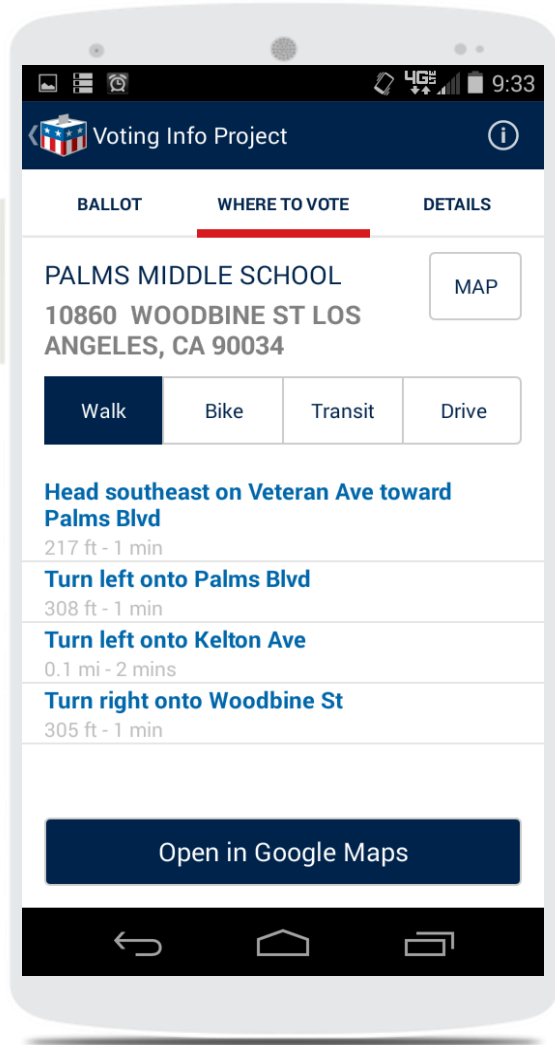 4G LTE 9:33
Voting Info Project
BALLOT WHERE TO VOTE DETAILS
PALMS MIDDLE SCHOOL
MAP
10860 WOODBINE ST LOS
ANGELES, CA 90034
Walk Bike Transit Drive
Head southeast on Veteran Ave toward
Palms Blvd
217 ft - 1 min
Turn left onto Palms Blvd
308 ft - 1 min
Turn left onto Kelton Ave
0.1 mi - 2 mins
Turn right onto Woodbine St
305 ft - 1 min
Open in Google Maps